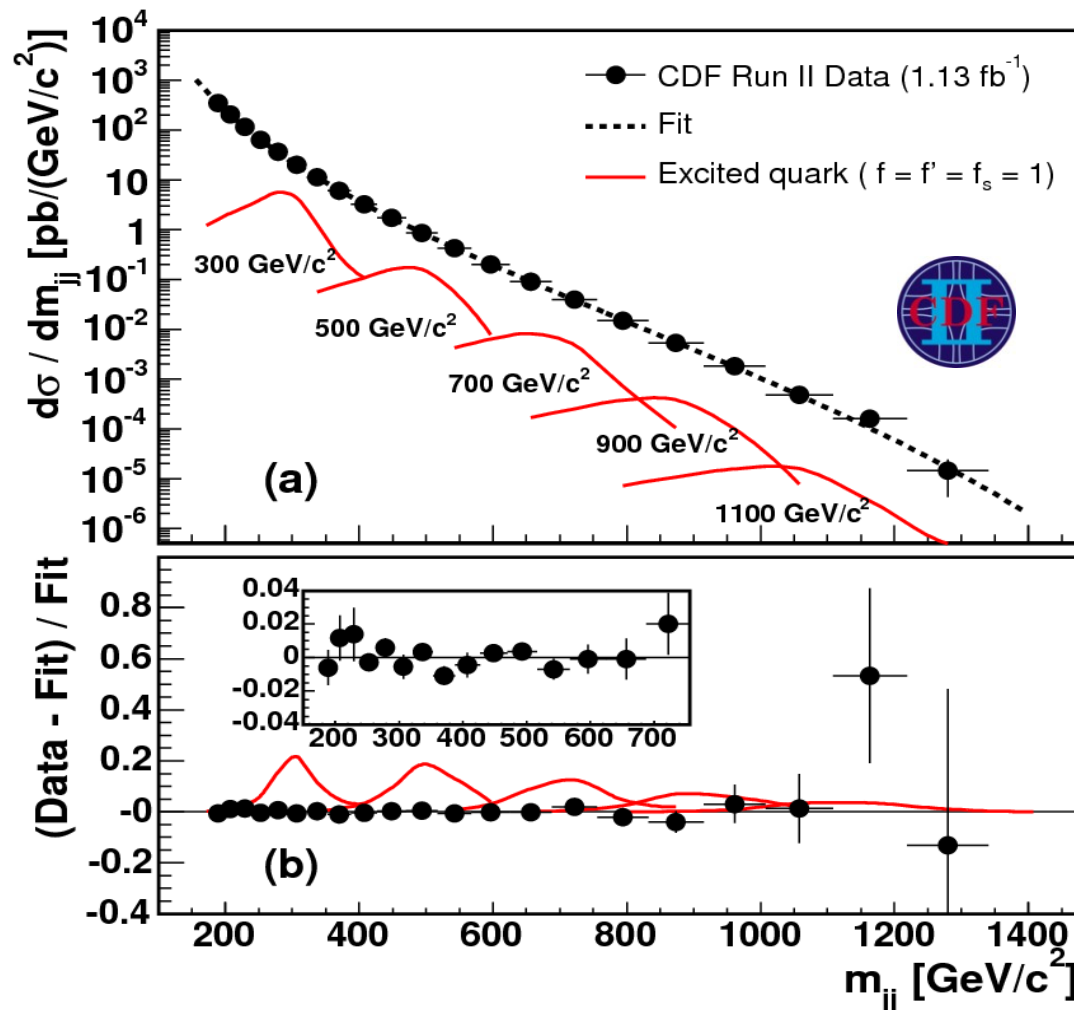 dσ / dm_jj [pb/(GeV/c²)]
10⁴
10³
10²
10
1
10⁻¹
10⁻²
10⁻³
10⁻⁴
10⁻⁵
10⁻⁶
CDF Run II Data (1.13 fb⁻¹)
Fit
Excited quark ( f = f' = f_s = 1)
300 GeV/c²
500 GeV/c²
700 GeV/c²
900 GeV/c²
1100 GeV/c²
II
CDF
(a)
(Data - Fit) / Fit
0.8
0.6
0.4
0.2
-0
-0.2
-0.4
0.04
0.02
0
-0.02
-0.04
200 300 400 500 600 700
(b)
200 400 600 800 1000 1200 1400
m_jj [GeV/c²]